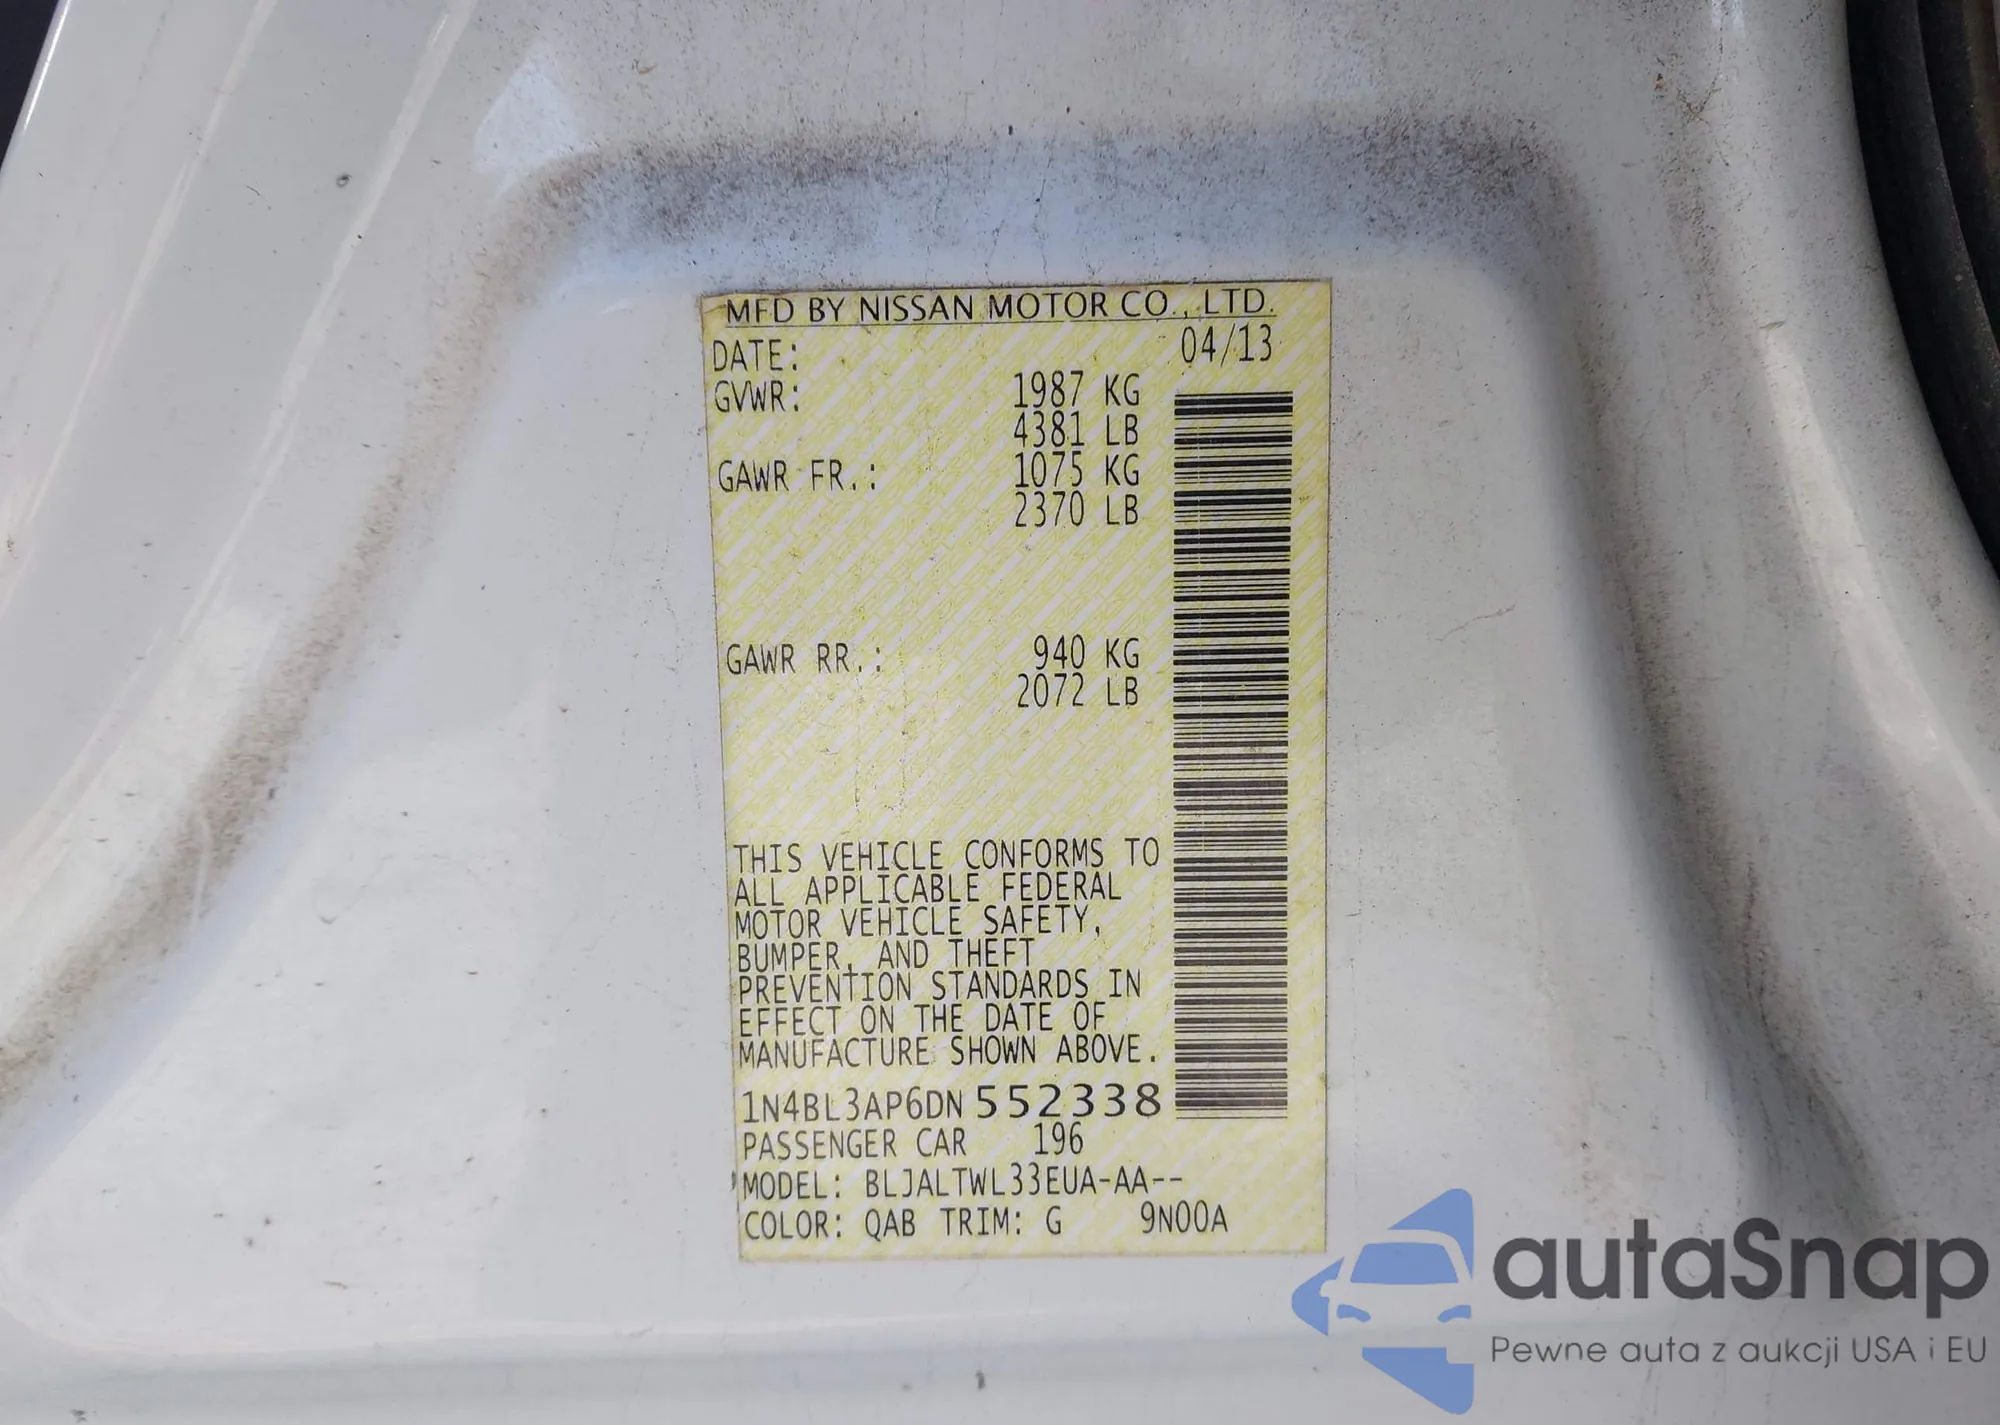 MFD BY NISSAN MOTOR CO., LTD.
DATE: 04/13
GVWR: 1987 KG
4381 LB
GAWR FR.: 1075 KG
2370 LB
GAWR RR.: 940 KG
2072 LB
THIS VEHICLE CONFORMS TO
ALL APPLICABLE FEDERAL
MOTOR VEHICLE SAFETY,
BUMPER, AND THEFT
PREVENTION STANDARDS IN
EFFECT ON THE DATE OF
MANUFACTURE SHOWN ABOVE.
1N4BL3AP6DN552338
PASSENGER CAR 196
MODEL: BLJALTWL33EUA-AA--
COLOR: QAB TRIM: G 9N00A
autaSnap
Pewne auta z aukcji USA i EU